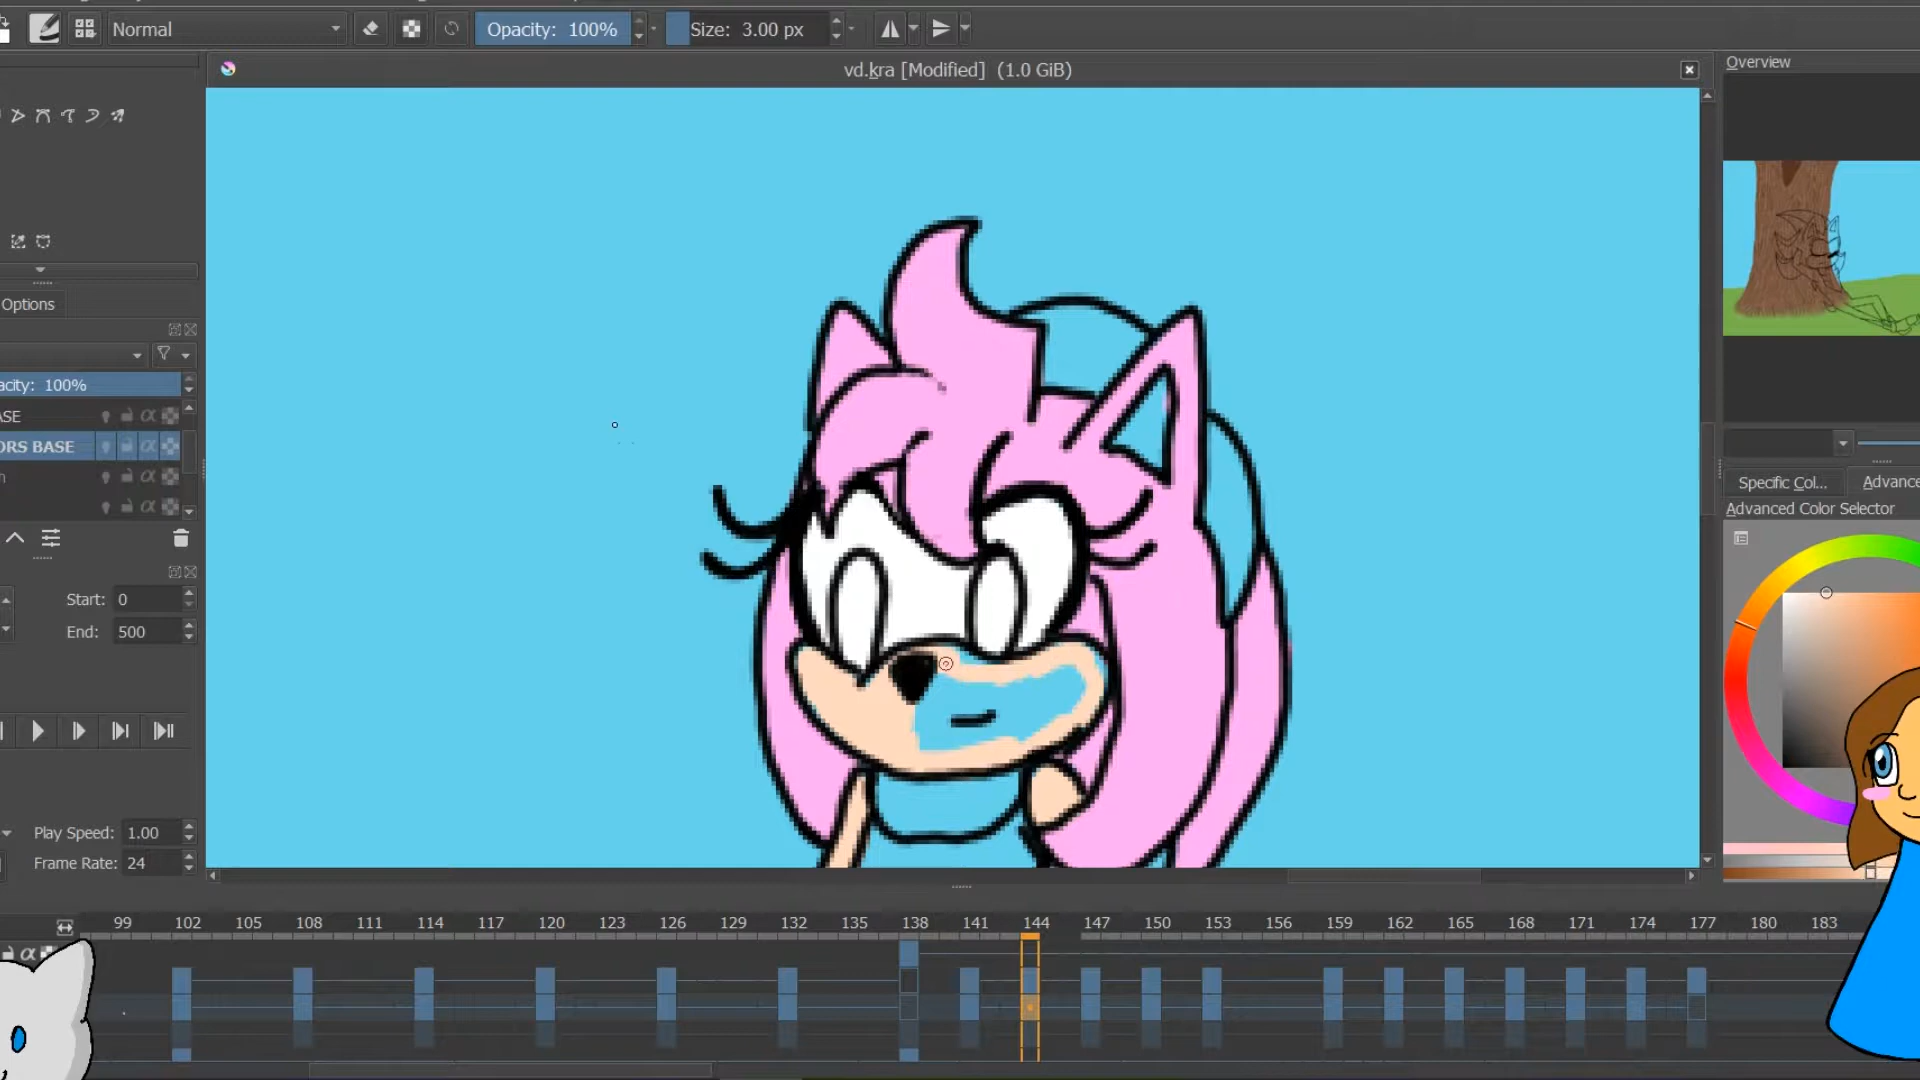 Normal
Opacity: 100%
Size: 3.00 px
vd.kra [Modified] (1.0 GiB)
Overview
Options
acity: 100%
ASE
ORS BASE
Start: 0
End: 500
Play Speed: 1.00
Frame Rate: 24
Specific Col...
Advance
Advanced Color Selector
99 102 105 108 111 114 117 120 123 126 129 132 135 138 141 144 147 150 153 156 159 162 165 168 171 174 177 180 183